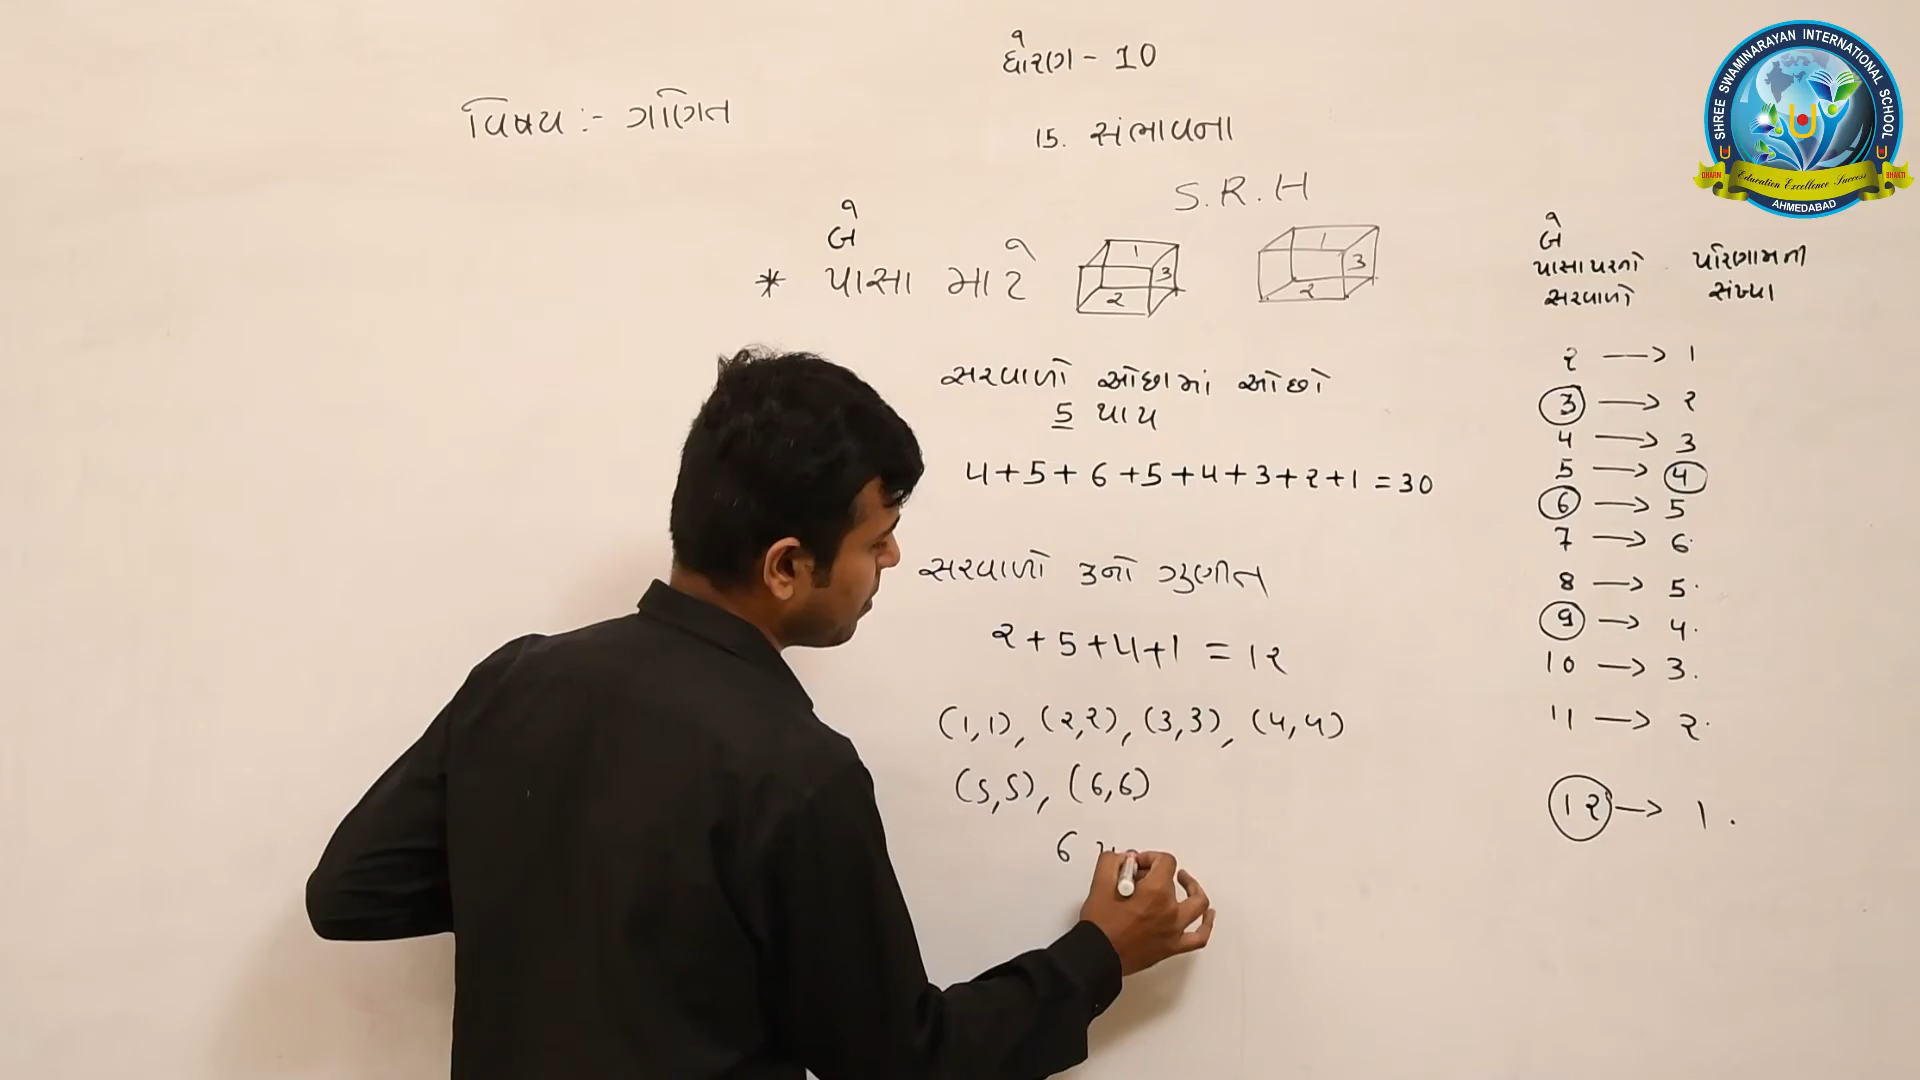 ધોરણ - 10
વિષય :- ગણિત
15. સંભાવના
S.R.H
બે
* પાસા માટે
1 3 2
1 3 2
સરવાળો ઓછામાં ઓછો
5 થાય
4+5+6+5+4+3+2+1=30
સરવાળો 3નો ગુણીત
2+5+4+1 = 12
(1,1), (2,2), (3,3), (4,4)
(5,5), (6,6)
6
બે
પાસા પરનો પરિણામની
સરવાળો સંખ્યા
2 → 1
3 → 2
4 → 3
5 → 4
6 → 5
7 → 6.
8 → 5.
9 → 4.
10 → 3.
11 → 2.
12 → 1.
SHREE SWAMINARAYAN INTERNATIONAL SCHOOL
DHARM Education Excellence Success BHAKTI
AHMEDABAD